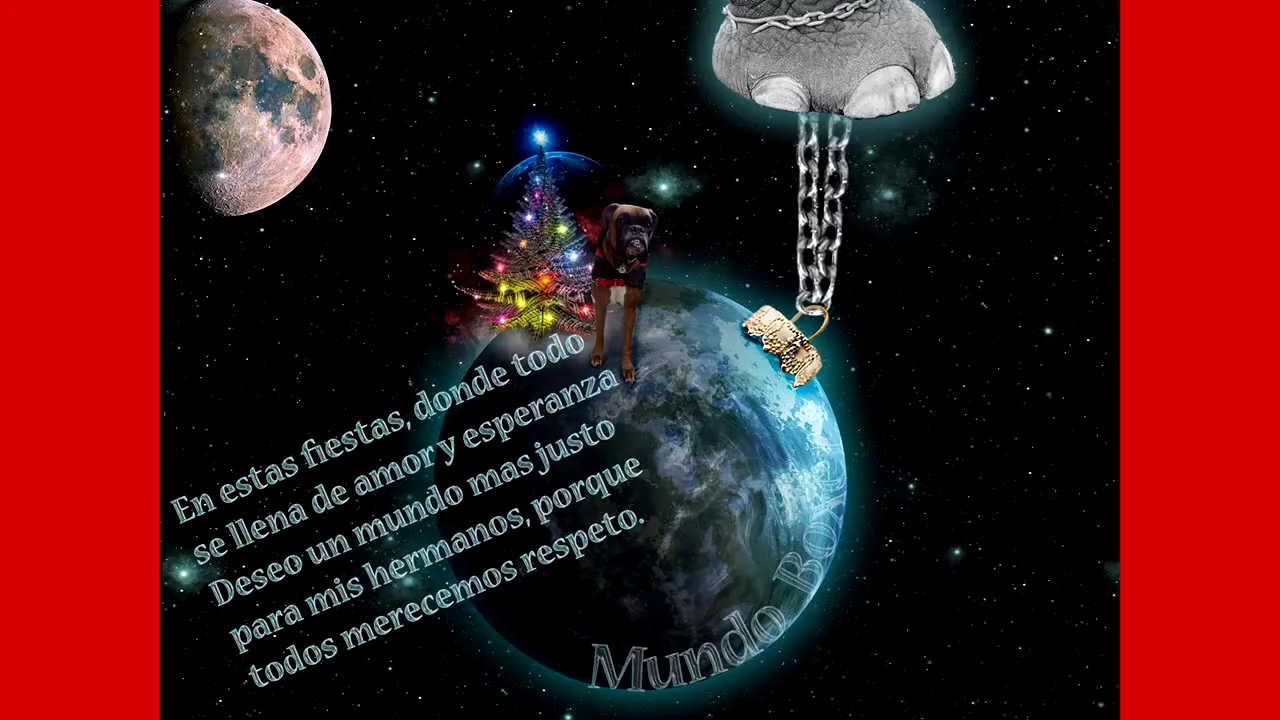 En estas fiestas, donde todo
se llena de amor y esperanza
Deseo un mundo mas justo
para mis hermanos, porque
todos merecemos respeto.
Mundo